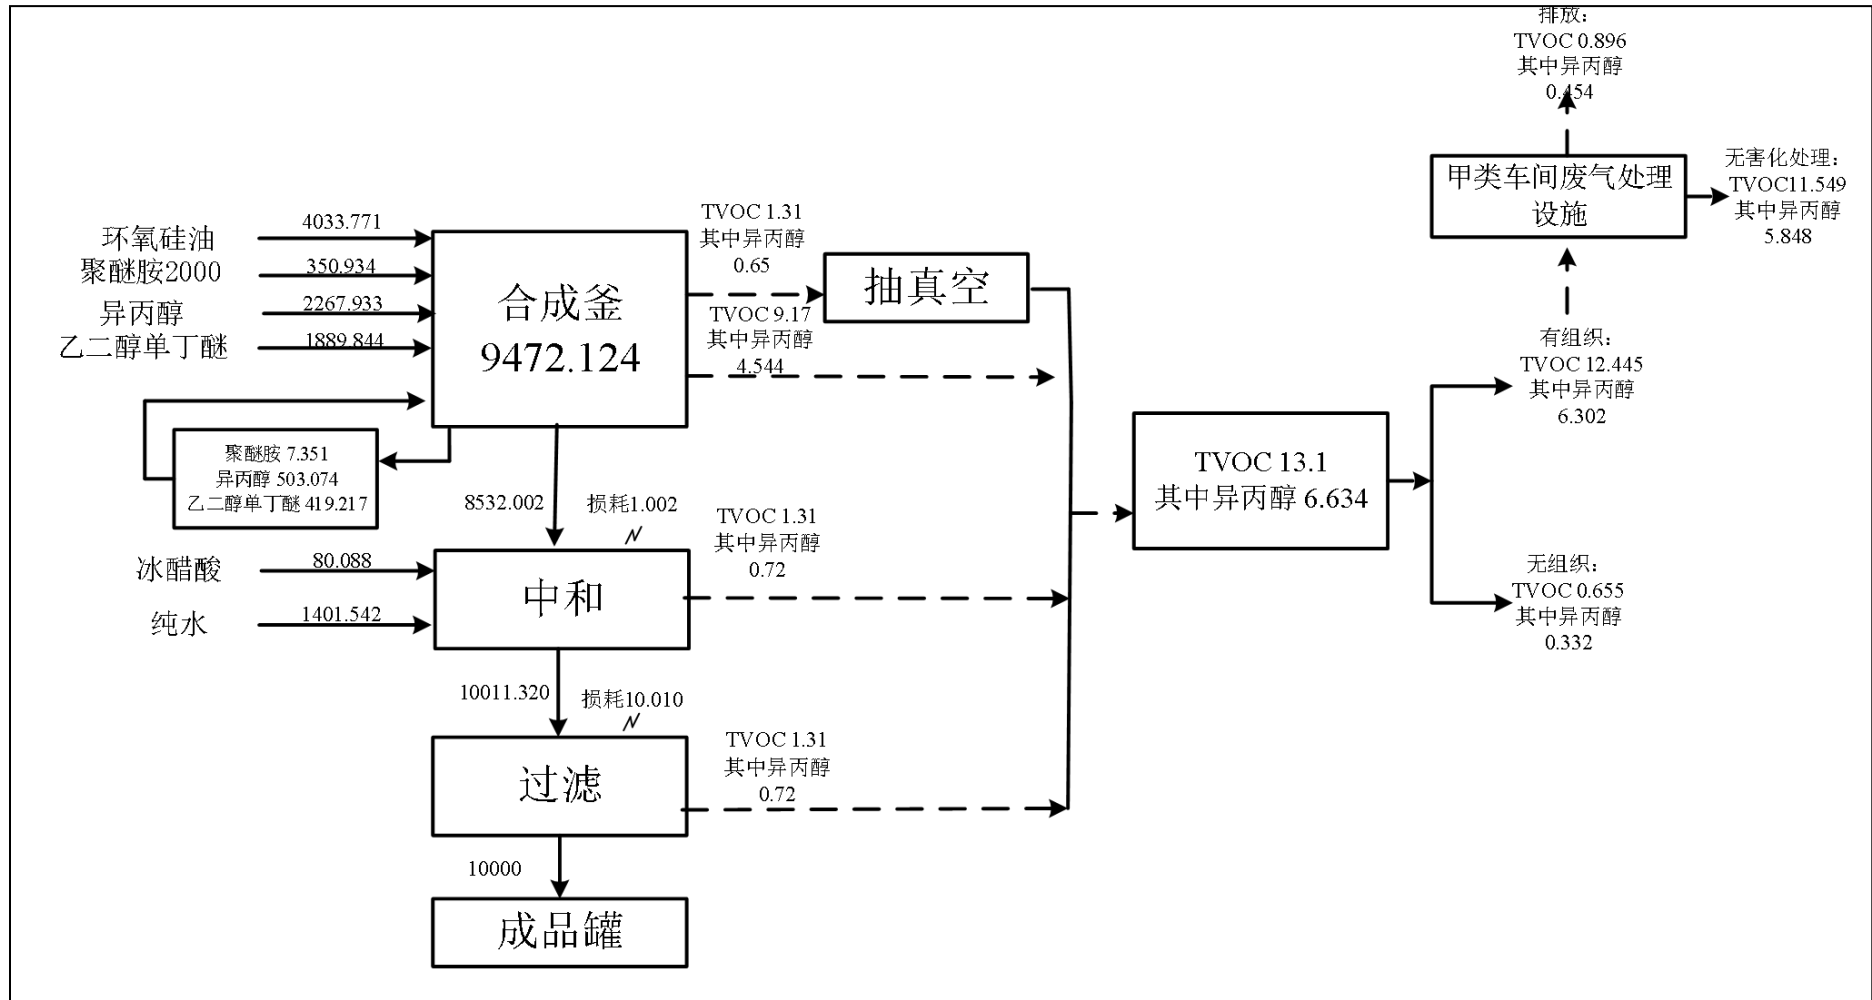 排放：
TVOC 0.896
其中异丙醇
0.454
甲类车间废气处理
设施
无害化处理：
TVOC11.549
其中异丙醇
5.848
环氧硅油
4033.771
聚醚胺2000
350.934
异丙醇
2267.933
乙二醇单丁醚
1889.844
合成釜
9472.124
TVOC 1.31
其中异丙醇
0.65
抽真空
TVOC 9.17
其中异丙醇
4.544
聚醚胺 7.351
异丙醇 503.074
乙二醇单丁醚 419.217
8532.002
损耗1.002
TVOC 1.31
其中异丙醇
0.72
冰醋酸
80.088
纯水
1401.542
中和
10011.320
损耗10.010
TVOC 1.31
其中异丙醇
0.72
过滤
10000
成品罐
TVOC 13.1
其中异丙醇 6.634
有组织：
TVOC 12.445
其中异丙醇
6.302
无组织：
TVOC 0.655
其中异丙醇
0.332